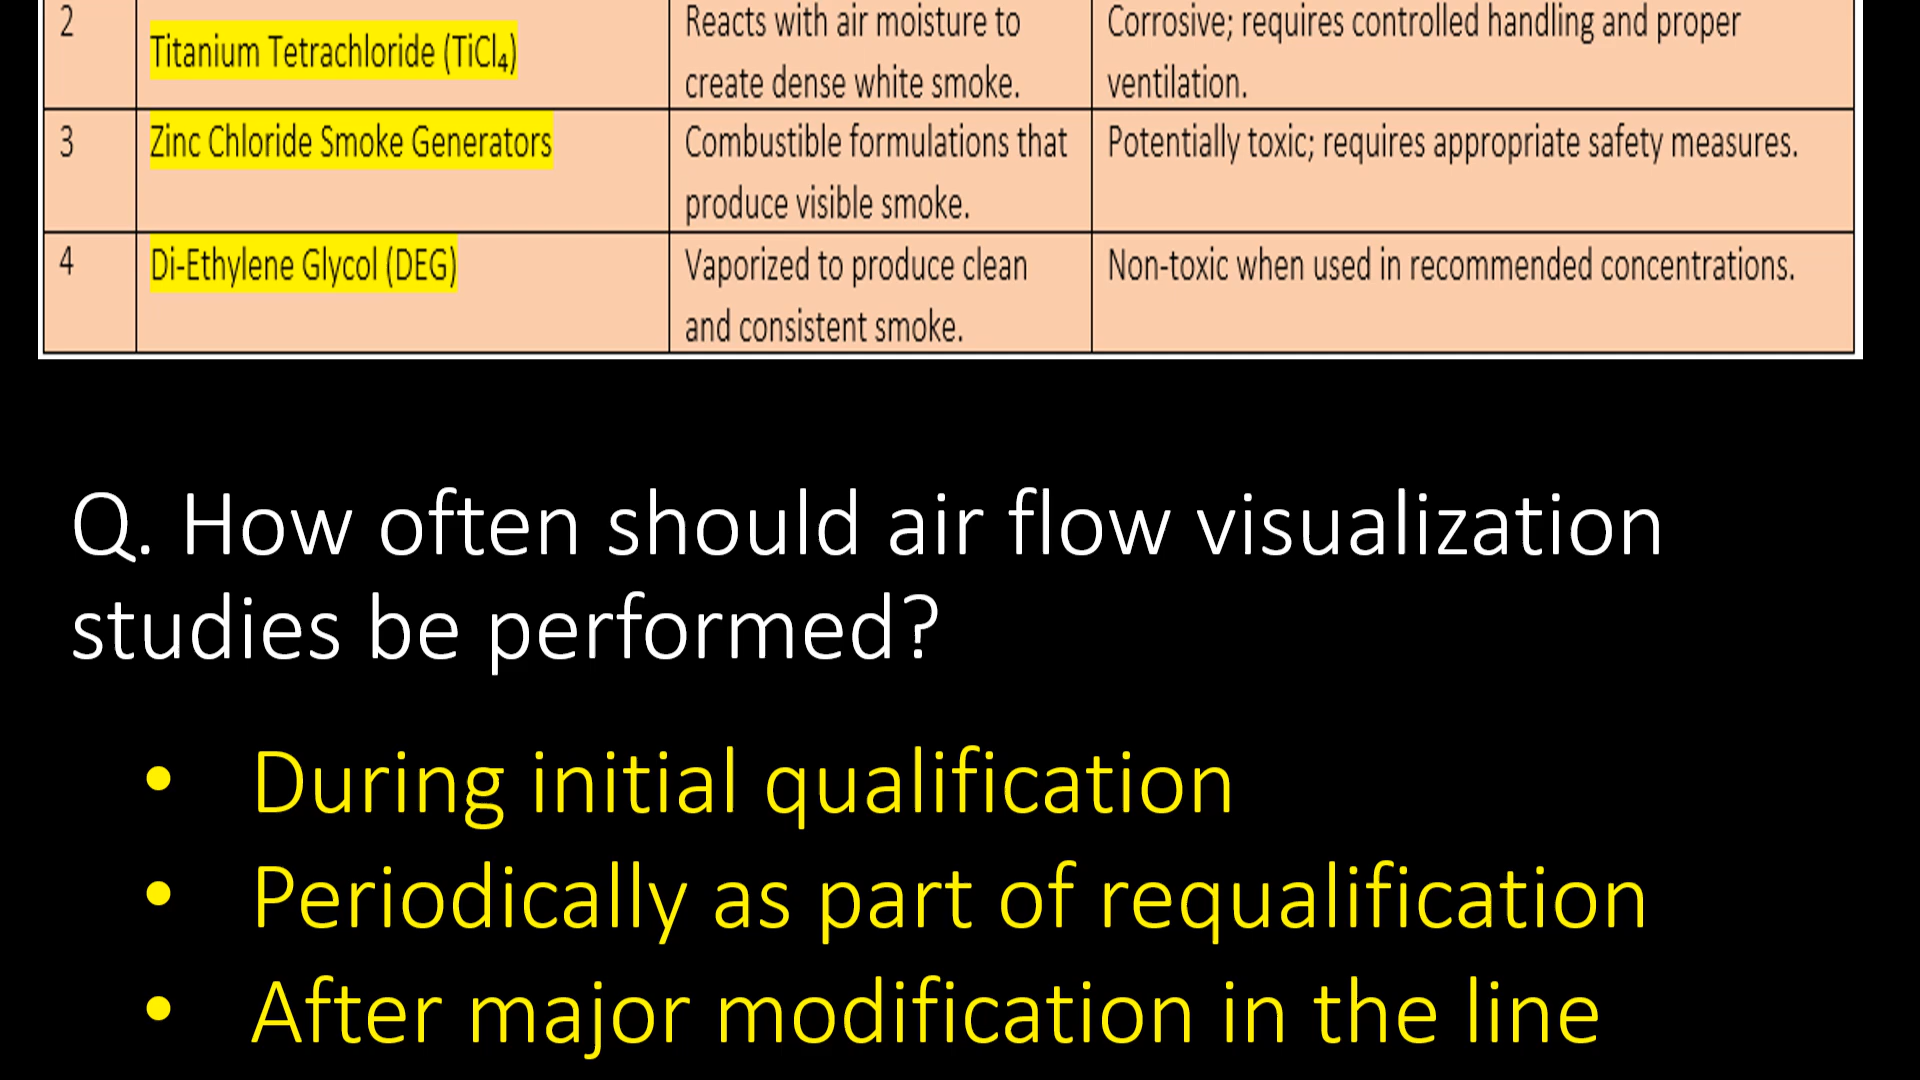 2
Titanium Tetrachloride (TiCl₄)
Reacts with air moisture to
create dense white smoke.
Corrosive; requires controlled handling and proper
ventilation.
3
Zinc Chloride Smoke Generators
Combustible formulations that
produce visible smoke.
Potentially toxic; requires appropriate safety measures.
4
Di-Ethylene Glycol (DEG)
Vaporized to produce clean
and consistent smoke.
Non-toxic when used in recommended concentrations.
Q. How often should air flow visualization
studies be performed?
• During initial qualification
• Periodically as part of requalification
• After major modification in the line